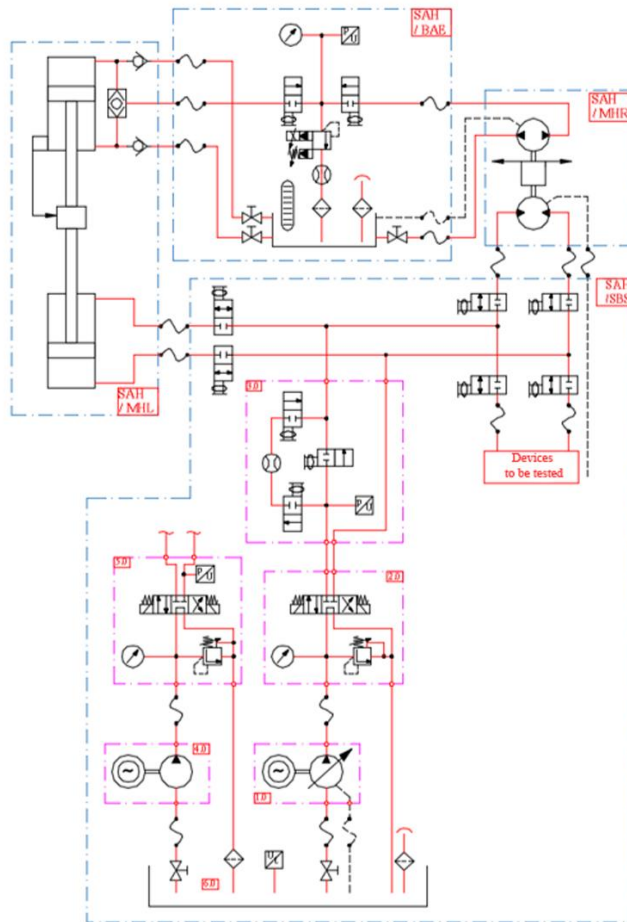 SAH
/ BAE
P
U
SAH
/ MHR
SAH
/SBS
SAH
/ MHL
3.0
Devices
to be tested
P
U
5.0
P
U
2.0
4.0
~
1.0
~
6.0
U
t